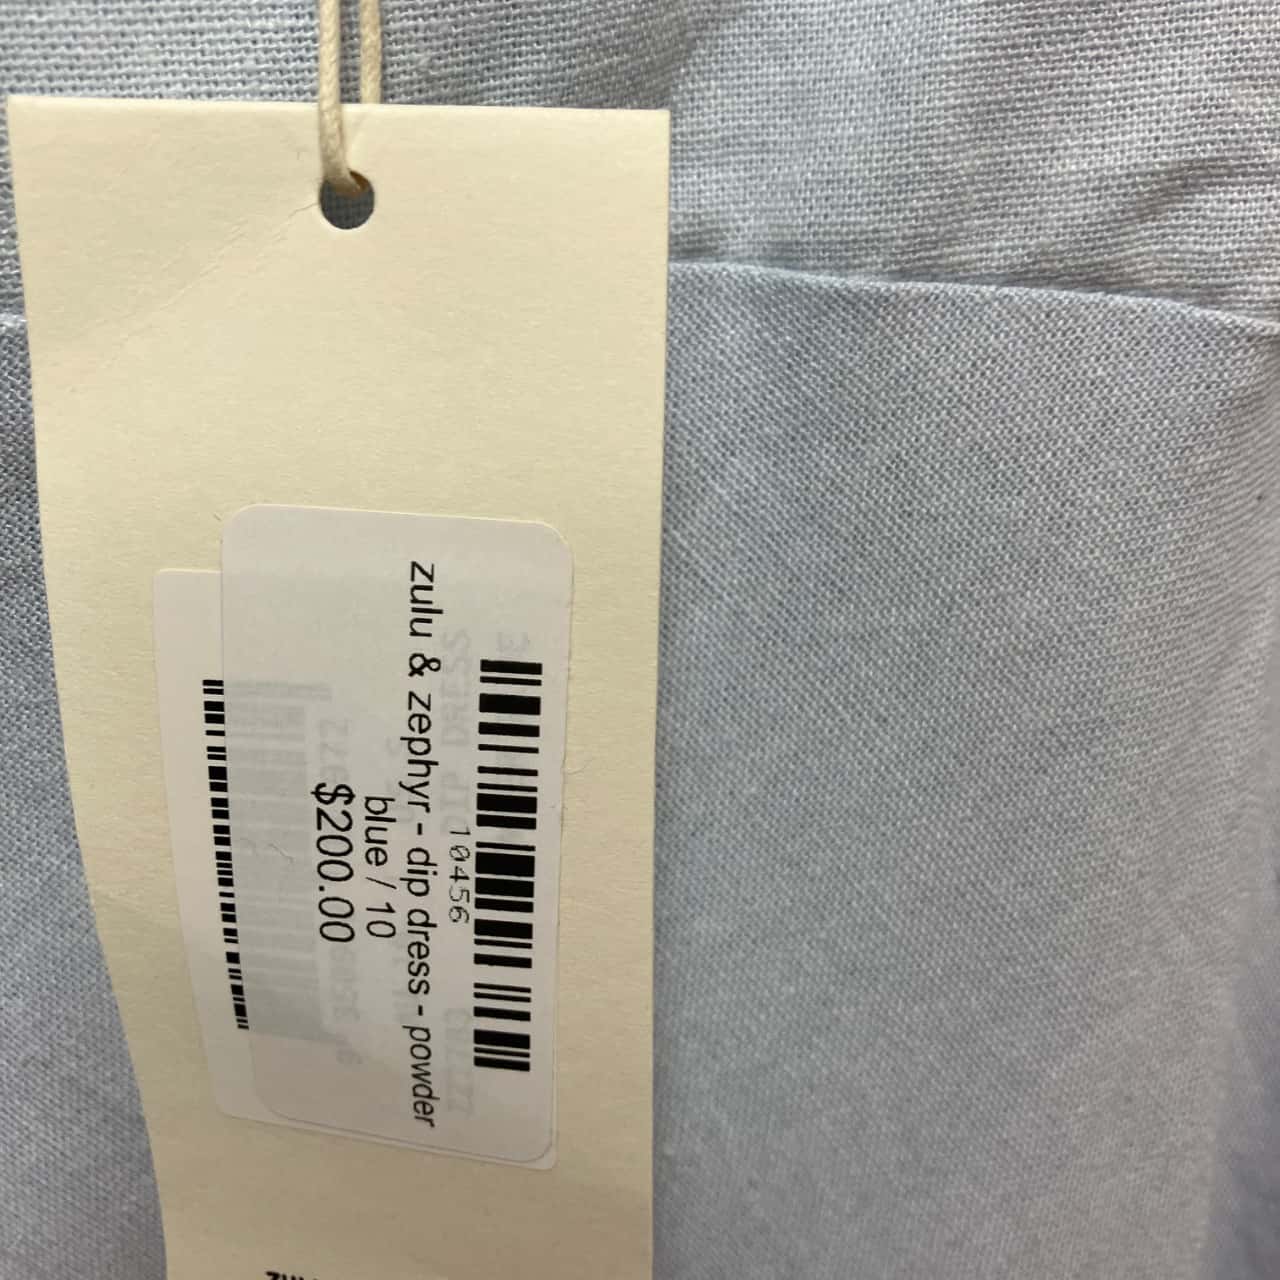 10456
zulu & zephyr - dip dress - powder
blue / 10
$200.00